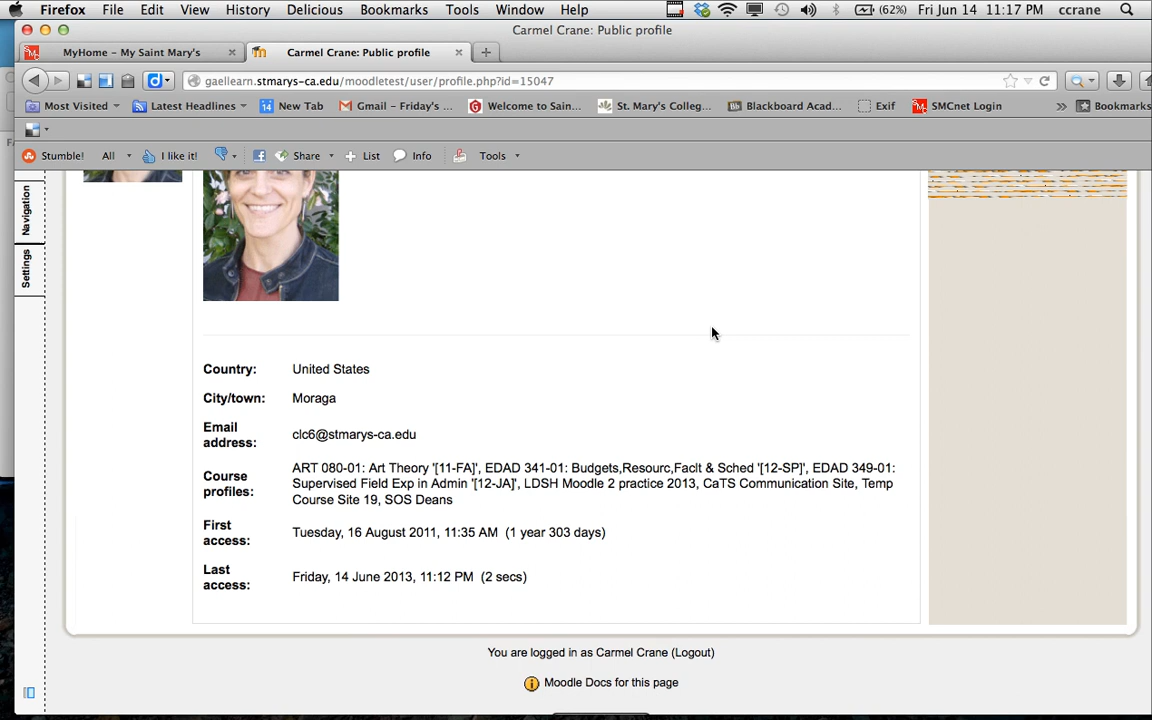 Firefox File Edit View History Delicious Bookmarks Tools Window Help (62%) Fri Jun 14 11:17 PM ccrane
Carmel Crane: Public profile
MyHome - My Saint Mary's Carmel Crane: Public profile
gaellearn.stmarys-ca.edu/moodletest/user/profile.php?id=15047
Most Visited Latest Headlines 14 New Tab Gmail - Friday's ... Welcome to Sain... St. Mary's Colleg... Bb Blackboard Acad... Exif SMCnet Login » Bookmarks
Stumble! All I like it! Share List Info Tools
Navigation
Settings
Country: United States
City/town: Moraga
Email address: clc6@stmarys-ca.edu
Course profiles: ART 080-01: Art Theory '[11-FA]', EDAD 341-01: Budgets,Resourc,Faclt & Sched '[12-SP]', EDAD 349-01:
Supervised Field Exp in Admin '[12-JA]', LDSH Moodle 2 practice 2013, CaTS Communication Site, Temp
Course Site 19, SOS Deans
First access: Tuesday, 16 August 2011, 11:35 AM (1 year 303 days)
Last access: Friday, 14 June 2013, 11:12 PM (2 secs)
You are logged in as Carmel Crane (Logout)
Moodle Docs for this page